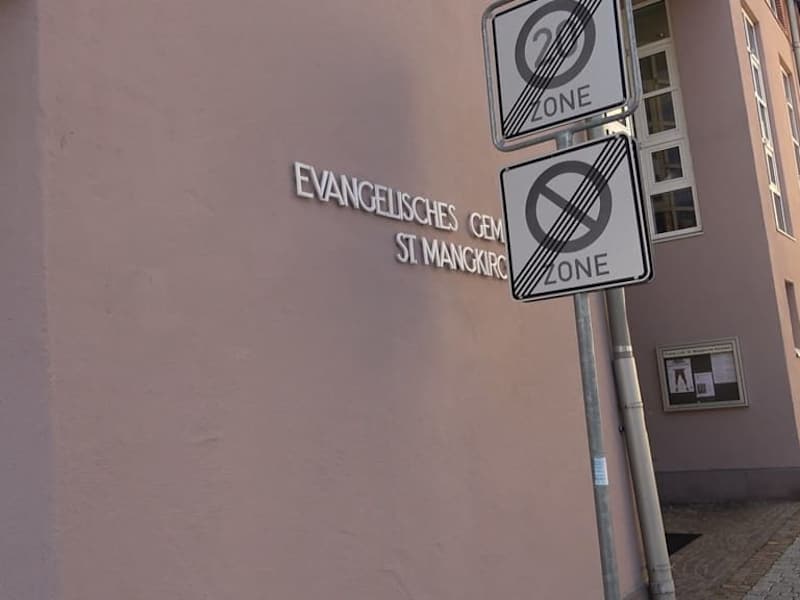 20
ZONE
ZONE
EVANGELISCHES GEM
ST. MANGKIRC